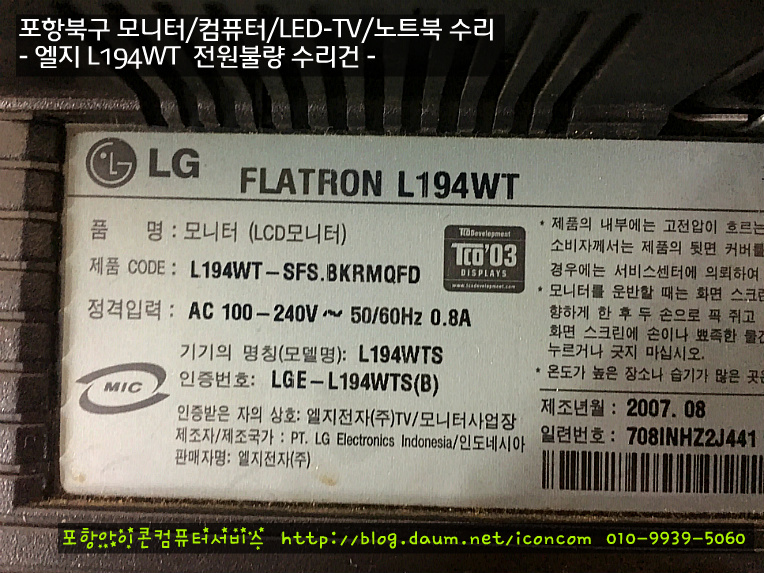 포항북구 모니터/컴퓨터/LED-TV/노트북 수리
- 엘지 L194WT 전원불량 수리건 -
LG FLATRON L194WT
품 명 : 모니터 (LCD모니터)
제품 CODE : L194WT-SFS.BKRMQFD
정격입력 : AC 100-240V ~ 50/60Hz 0.8A
TCO Development
TCO'03
DISPLAYS
www.tcodevelopment.com
기기의 명칭(모델명): L194WTS
MIC
인증번호: LGE-L194WTS(B)
인증받은 자의 상호: 엘지전자(주)TV/모니터사업장
제조자/제조국가 : PT. LG Electronics Indonesia/인도네시아
판매자명: 엘지전자(주)
* 제품의 내부에는 고전압이 흐르는
소비자께서는 제품의 뒷면 커버를
경우에는 서비스센터에 의뢰하여
* 모니터를 운반할 때는 화면 스크린
향하게 한 후 두 손으로 꽉 쥐고
화면 스크린에 손이나 뾰족한 물건
누르거나 긋지 마십시오.
* 온도가 높은 장소나 습기가 많은 곳은
제조년월 : 2007. 08
일련번호 : 708INHZ2J441
포항아이콘컴퓨터서비스 http://blog.daum.net/iconcom 010-9939-5060